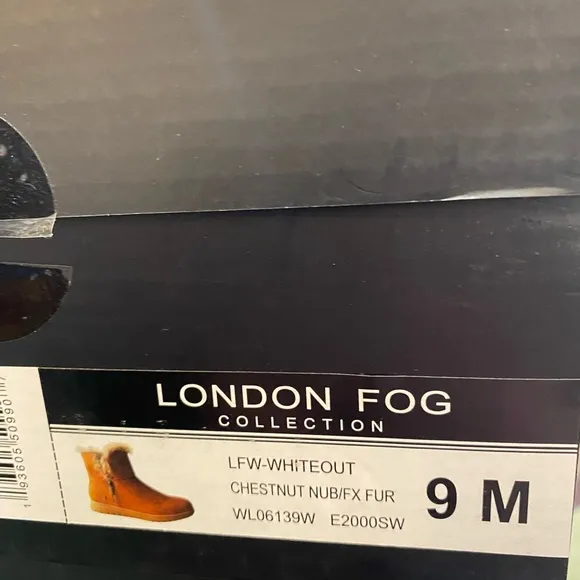 LONDON FOG
COLLECTION
LFW-WHITEOUT
CHESTNUT NUB/FX FUR
WL06139W E2000SW
9 M